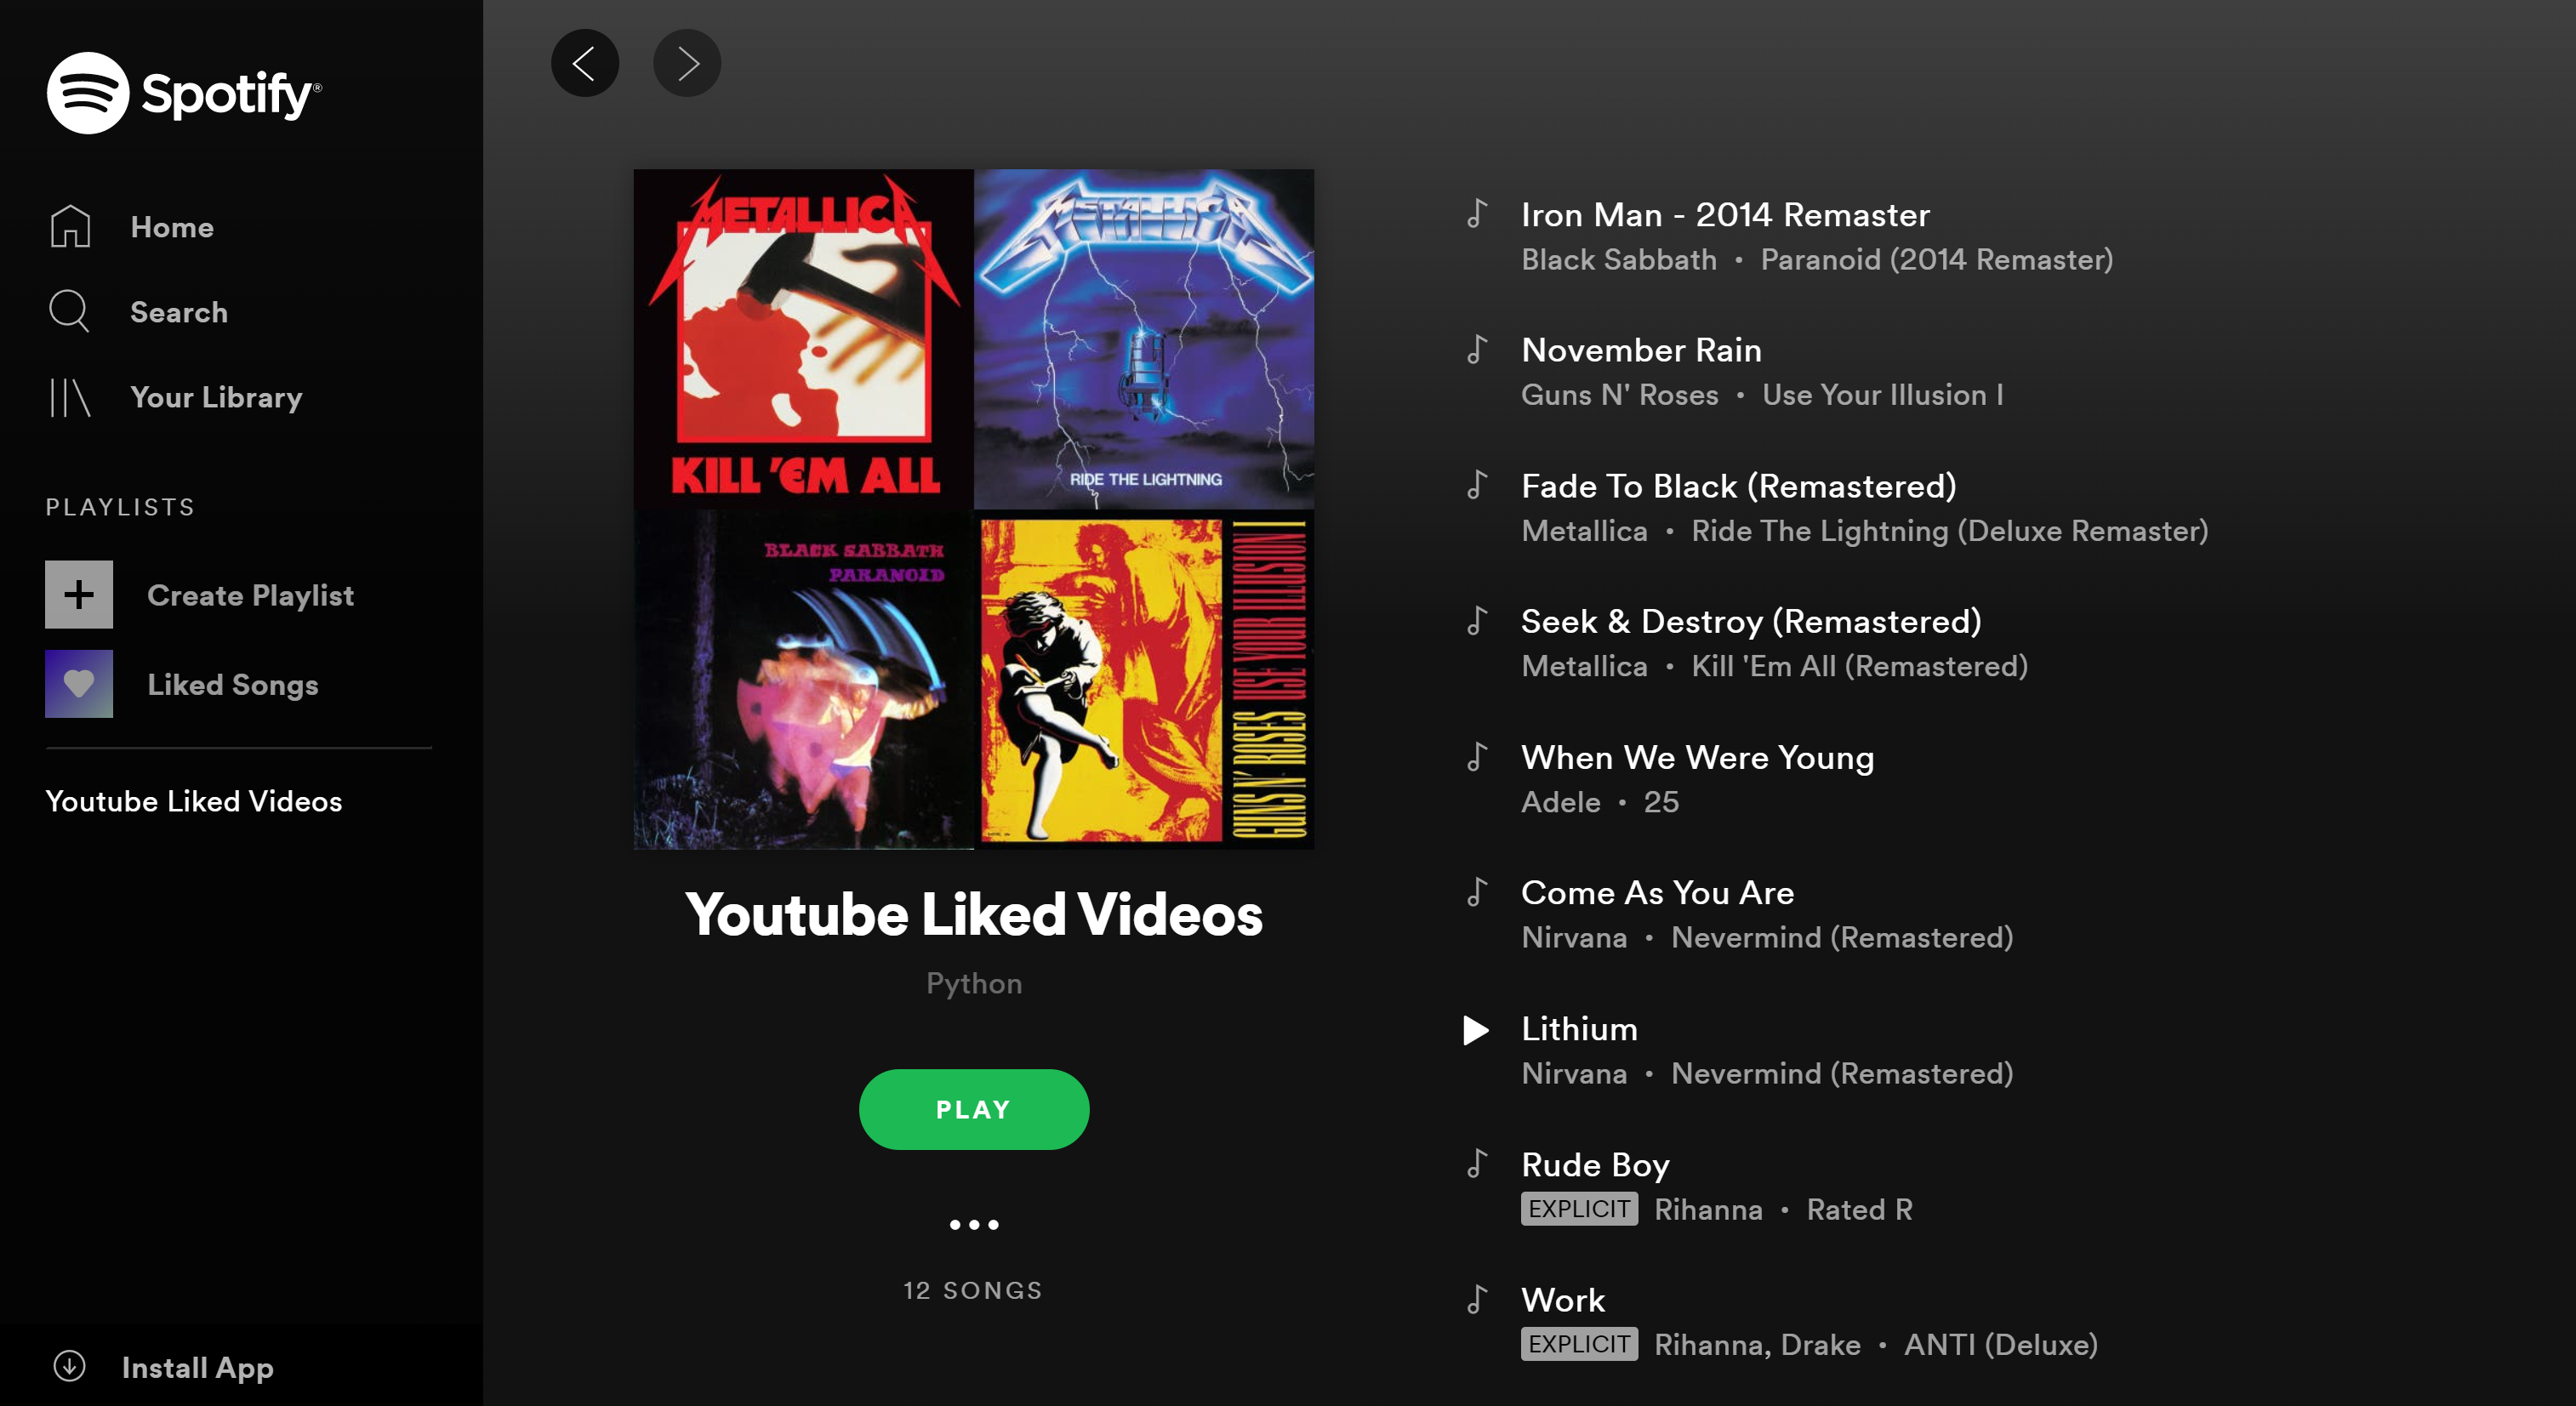 Spotify®
Home
Search
Your Library
PLAYLISTS
Create Playlist
Liked Songs
Youtube Liked Videos
Install App
METALLICA
KILL 'EM ALL
METALLICA
RIDE THE LIGHTNING
BLACK SABBATH
PARANOID
GUNS N' ROSES USE YOUR ILLUSION I
Youtube Liked Videos
Python
PLAY
12 SONGS
Iron Man - 2014 Remaster
Black Sabbath • Paranoid (2014 Remaster)
November Rain
Guns N' Roses • Use Your Illusion I
Fade To Black (Remastered)
Metallica • Ride The Lightning (Deluxe Remaster)
Seek & Destroy (Remastered)
Metallica • Kill 'Em All (Remastered)
When We Were Young
Adele • 25
Come As You Are
Nirvana • Nevermind (Remastered)
Lithium
Nirvana • Nevermind (Remastered)
Rude Boy
EXPLICIT Rihanna • Rated R
Work
EXPLICIT Rihanna, Drake • ANTI (Deluxe)